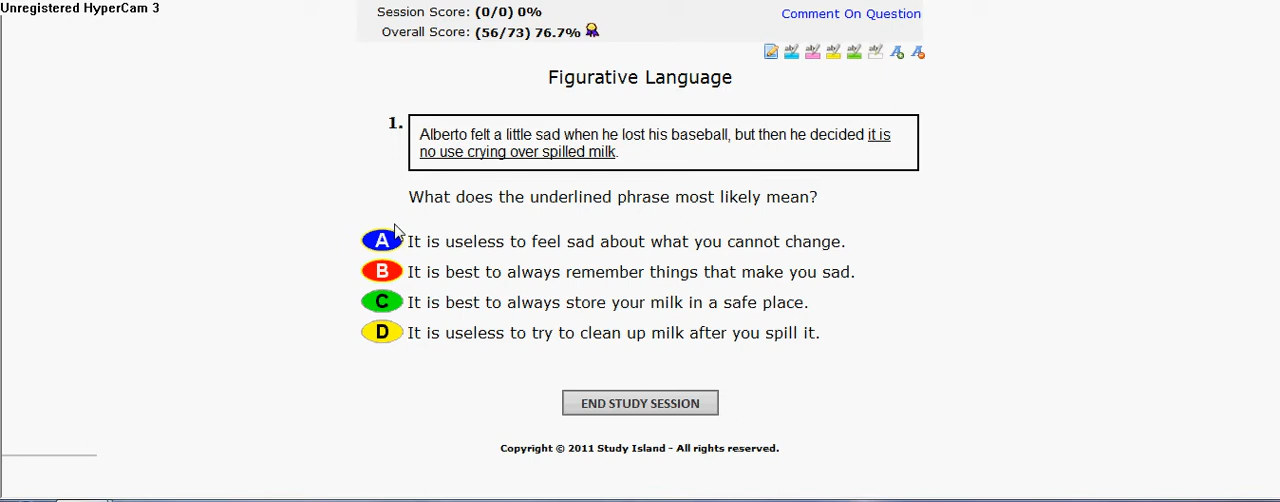 Unregistered HyperCam 3
Session Score: (0/0) 0%
Comment On Question
Overall Score: (56/73) 76.7%
Figurative Language
1.
Alberto felt a little sad when he lost his baseball, but then he decided it is
no use crying over spilled milk.
What does the underlined phrase most likely mean?
A It is useless to feel sad about what you cannot change.
B It is best to always remember things that make you sad.
C It is best to always store your milk in a safe place.
D It is useless to try to clean up milk after you spill it.
END STUDY SESSION
Copyright © 2011 Study Island - All rights reserved.